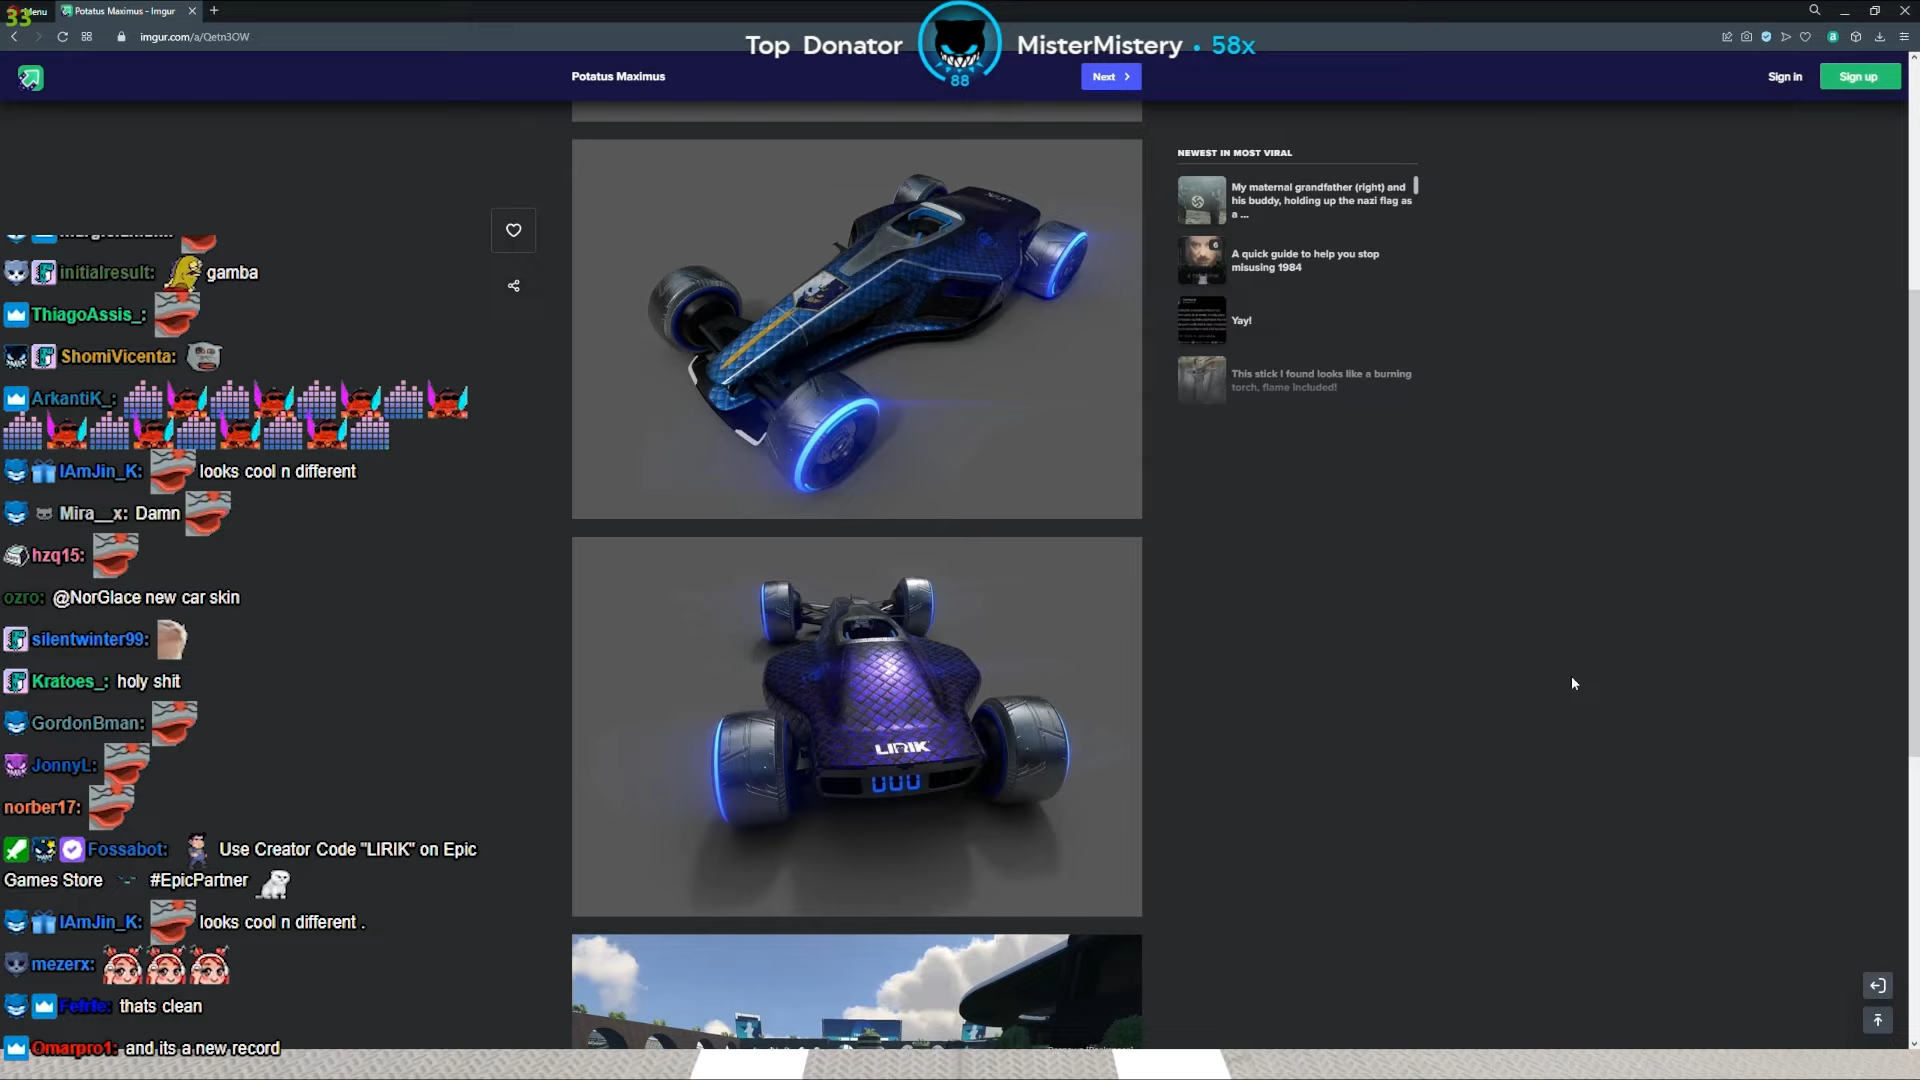 33
Menu
Potatus Maximus - Imgur
imgur.com/a/Qetn3OW
Top Donator
88
MisterMistery • 58x
Potatus Maximus
Next
Sign in
Sign up
NEWEST IN MOST VIRAL
My maternal grandfather (right) and
his buddy, holding up the nazi flag as
a ...
6
A quick guide to help you stop
misusing 1984
Yay!
This stick I found looks like a burning
torch, flame included!
LIRIK
LIRIK
000
initialresult: gamba
ThiagoAssis_:
ShomiVicenta:
ArkantiK_:
IAmJin_K: looks cool n different
Mira__x: Damn
hzq15:
ozro: @NorGlace new car skin
silentwinter99:
Kratoes_: holy shit
GordonBman:
JonnyL:
norber17:
Fossabot: Use Creator Code "LIRIK" on Epic
Games Store #EpicPartner
IAmJin_K: looks cool n different .
mezerx:
thats clean
Omarpro1: and its a new record